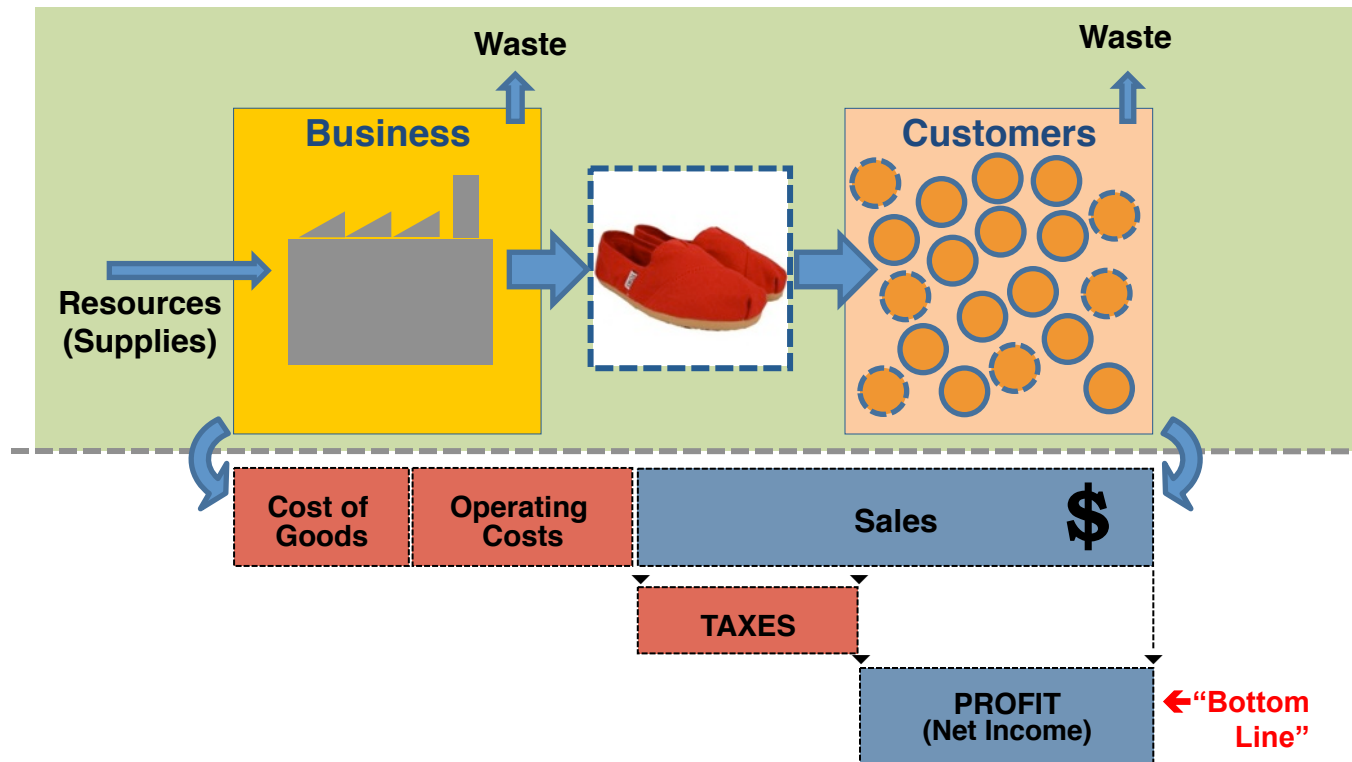 Waste
Waste
Business
Customers
Resources
(Supplies)
Cost of
Goods
Operating
Costs
Sales
$
TAXES
PROFIT
(Net Income)
←“Bottom
Line”